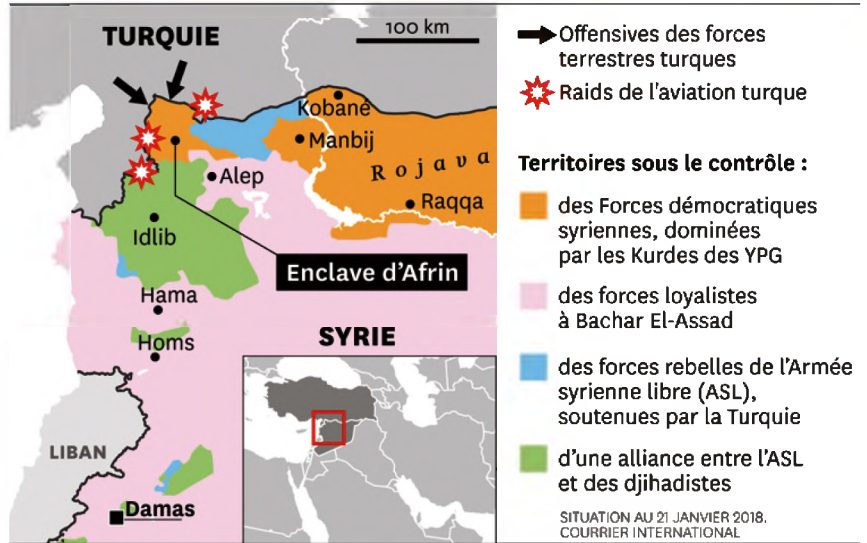 TURQUIE
100 km
Kobané
Manbij
Rojava
Alep
Raqqa
Idlib
Enclave d'Afrin
Hama
SYRIE
Homs
LIBAN
Damas
Offensives des forces
terrestres turques
Raids de l'aviation turque
Territoires sous le contrôle :
des Forces démocratiques
syriennes, dominées
par les Kurdes des YPG
des forces loyalistes
à Bachar El-Assad
des forces rebelles de l'Armée
syrienne libre (ASL),
soutenues par la Turquie
d'une alliance entre l'ASL
et des djihadistes
SITUATION AU 21 JANVIER 2018.
COURRIER INTERNATIONAL